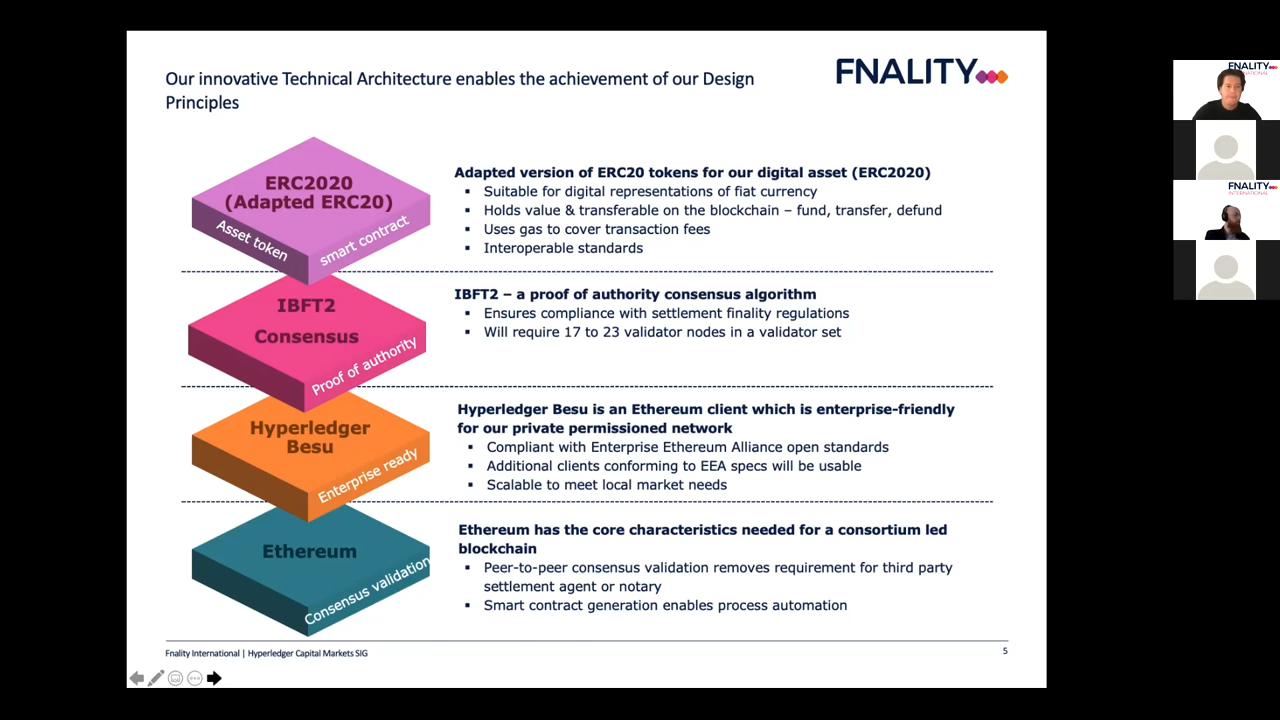 Our innovative Technical Architecture enables the achievement of our Design
Principles
FNALITY
ERC2020
(Adapted ERC20)
Asset token
smart contract
Adapted version of ERC20 tokens for our digital asset (ERC2020)
▪ Suitable for digital representations of fiat currency
▪ Holds value & transferable on the blockchain – fund, transfer, defund
▪ Uses gas to cover transaction fees
▪ Interoperable standards
IBFT2
Consensus
Proof of authority
IBFT2 – a proof of authority consensus algorithm
▪ Ensures compliance with settlement finality regulations
▪ Will require 17 to 23 validator nodes in a validator set
Hyperledger
Besu
Enterprise ready
Hyperledger Besu is an Ethereum client which is enterprise-friendly
for our private permissioned network
▪ Compliant with Enterprise Ethereum Alliance open standards
▪ Additional clients conforming to EEA specs will be usable
▪ Scalable to meet local market needs
Ethereum
Consensus validation
Ethereum has the core characteristics needed for a consortium led
blockchain
▪ Peer-to-peer consensus validation removes requirement for third party
settlement agent or notary
▪ Smart contract generation enables process automation
Fnality International | Hyperledger Capital Markets SIG
5
FNALITY
INTERNATIONAL
FNALITY
INTERNATIONAL